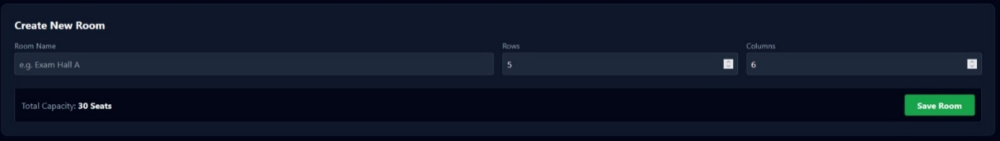 Create New Room
Room Name Rows Columns
e.g. Exam Hall A 5 6
Total Capacity: 30 Seats Save Room